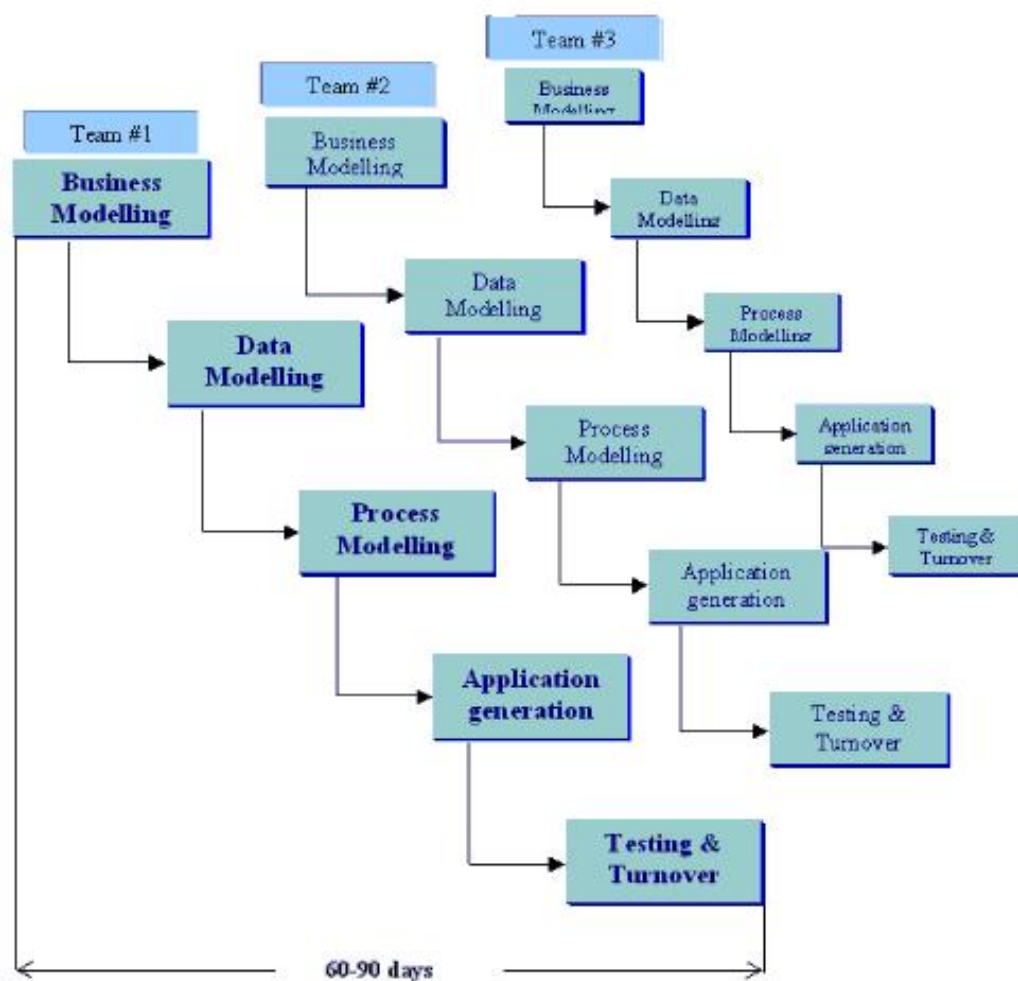 Team #1
Business
Modelling
Data
Modelling
Process
Modelling
Application
generation
Testing &
Turnover
Team #2
Business
Modelling
Data
Modelling
Process
Modelling
Application
generation
Testing &
Turnover
Team #3
Business
Modelling
Data
Modelling
Process
Modelling
Application
generation
Testing &
Turnover
60-90 days